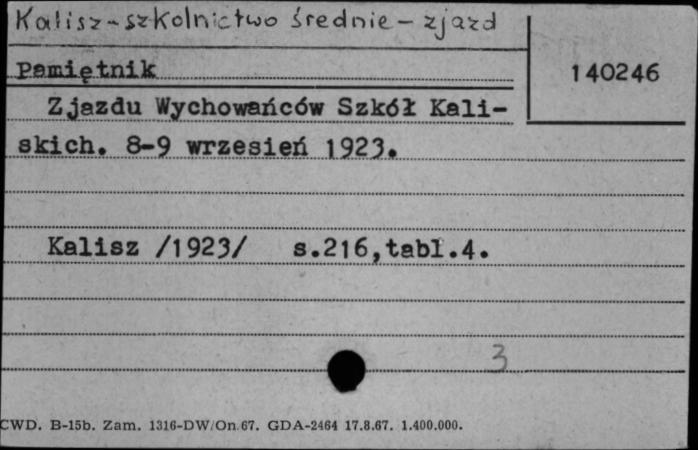 Kalisz - szkolnictwo średnie - zjazd
Pamiętnik
140246
Zjazdu Wychowańców Szkół Kali-
skich. 8-9 wrzesień 1923.
Kalisz /1923/ s.216,tabl.4.
3
CWD. B-15b. Zam. 1316-DW/On 67. GDA-2464 17.8.67. 1.400.000.